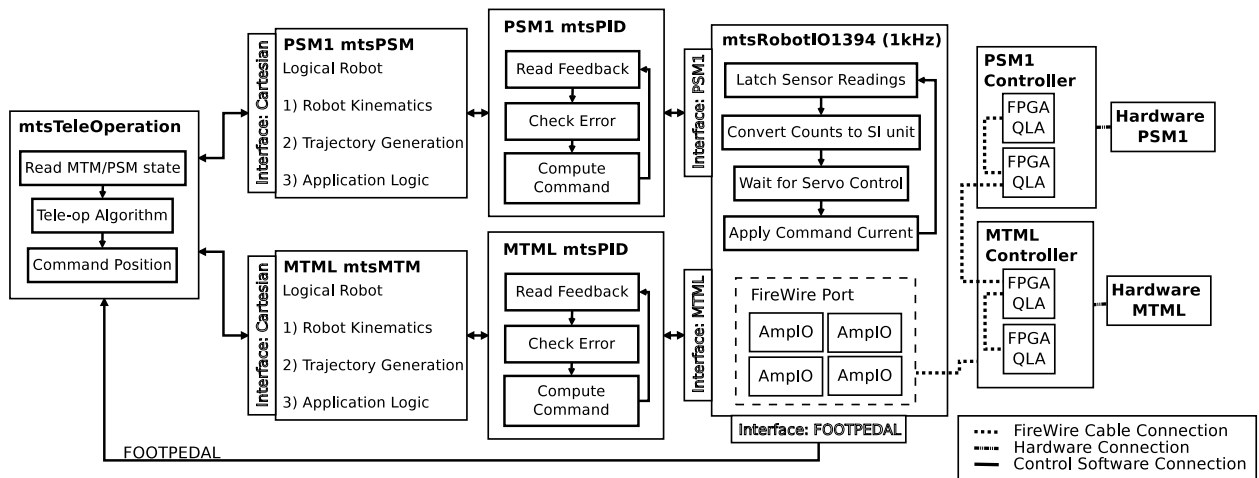 mtsTeleOperation
Read MTM/PSM state
Tele-op Algorithm
Command Position
Interface: Cartesian
PSM1 mtsPSM
Logical Robot
1) Robot Kinematics
2) Trajectory Generation
3) Application Logic
Interface: Cartesian
MTML mtsMTM
Logical Robot
1) Robot Kinematics
2) Trajectory Generation
3) Application Logic
PSM1 mtsPID
Read Feedback
Check Error
Compute
Command
MTML mtsPID
Read Feedback
Check Error
Compute
Command
Interface: PSM1
Interface: MTML
mtsRobotIO1394 (1kHz)
Latch Sensor Readings
Convert Counts to SI unit
Wait for Servo Control
Apply Command Current
FireWire Port
AmpIO
AmpIO
AmpIO
AmpIO
Interface: FOOTPEDAL
FOOTPEDAL
PSM1
Controller
FPGA
QLA
FPGA
QLA
Hardware
PSM1
MTML
Controller
FPGA
QLA
FPGA
QLA
Hardware
MTML
FireWire Cable Connection
Hardware Connection
Control Software Connection